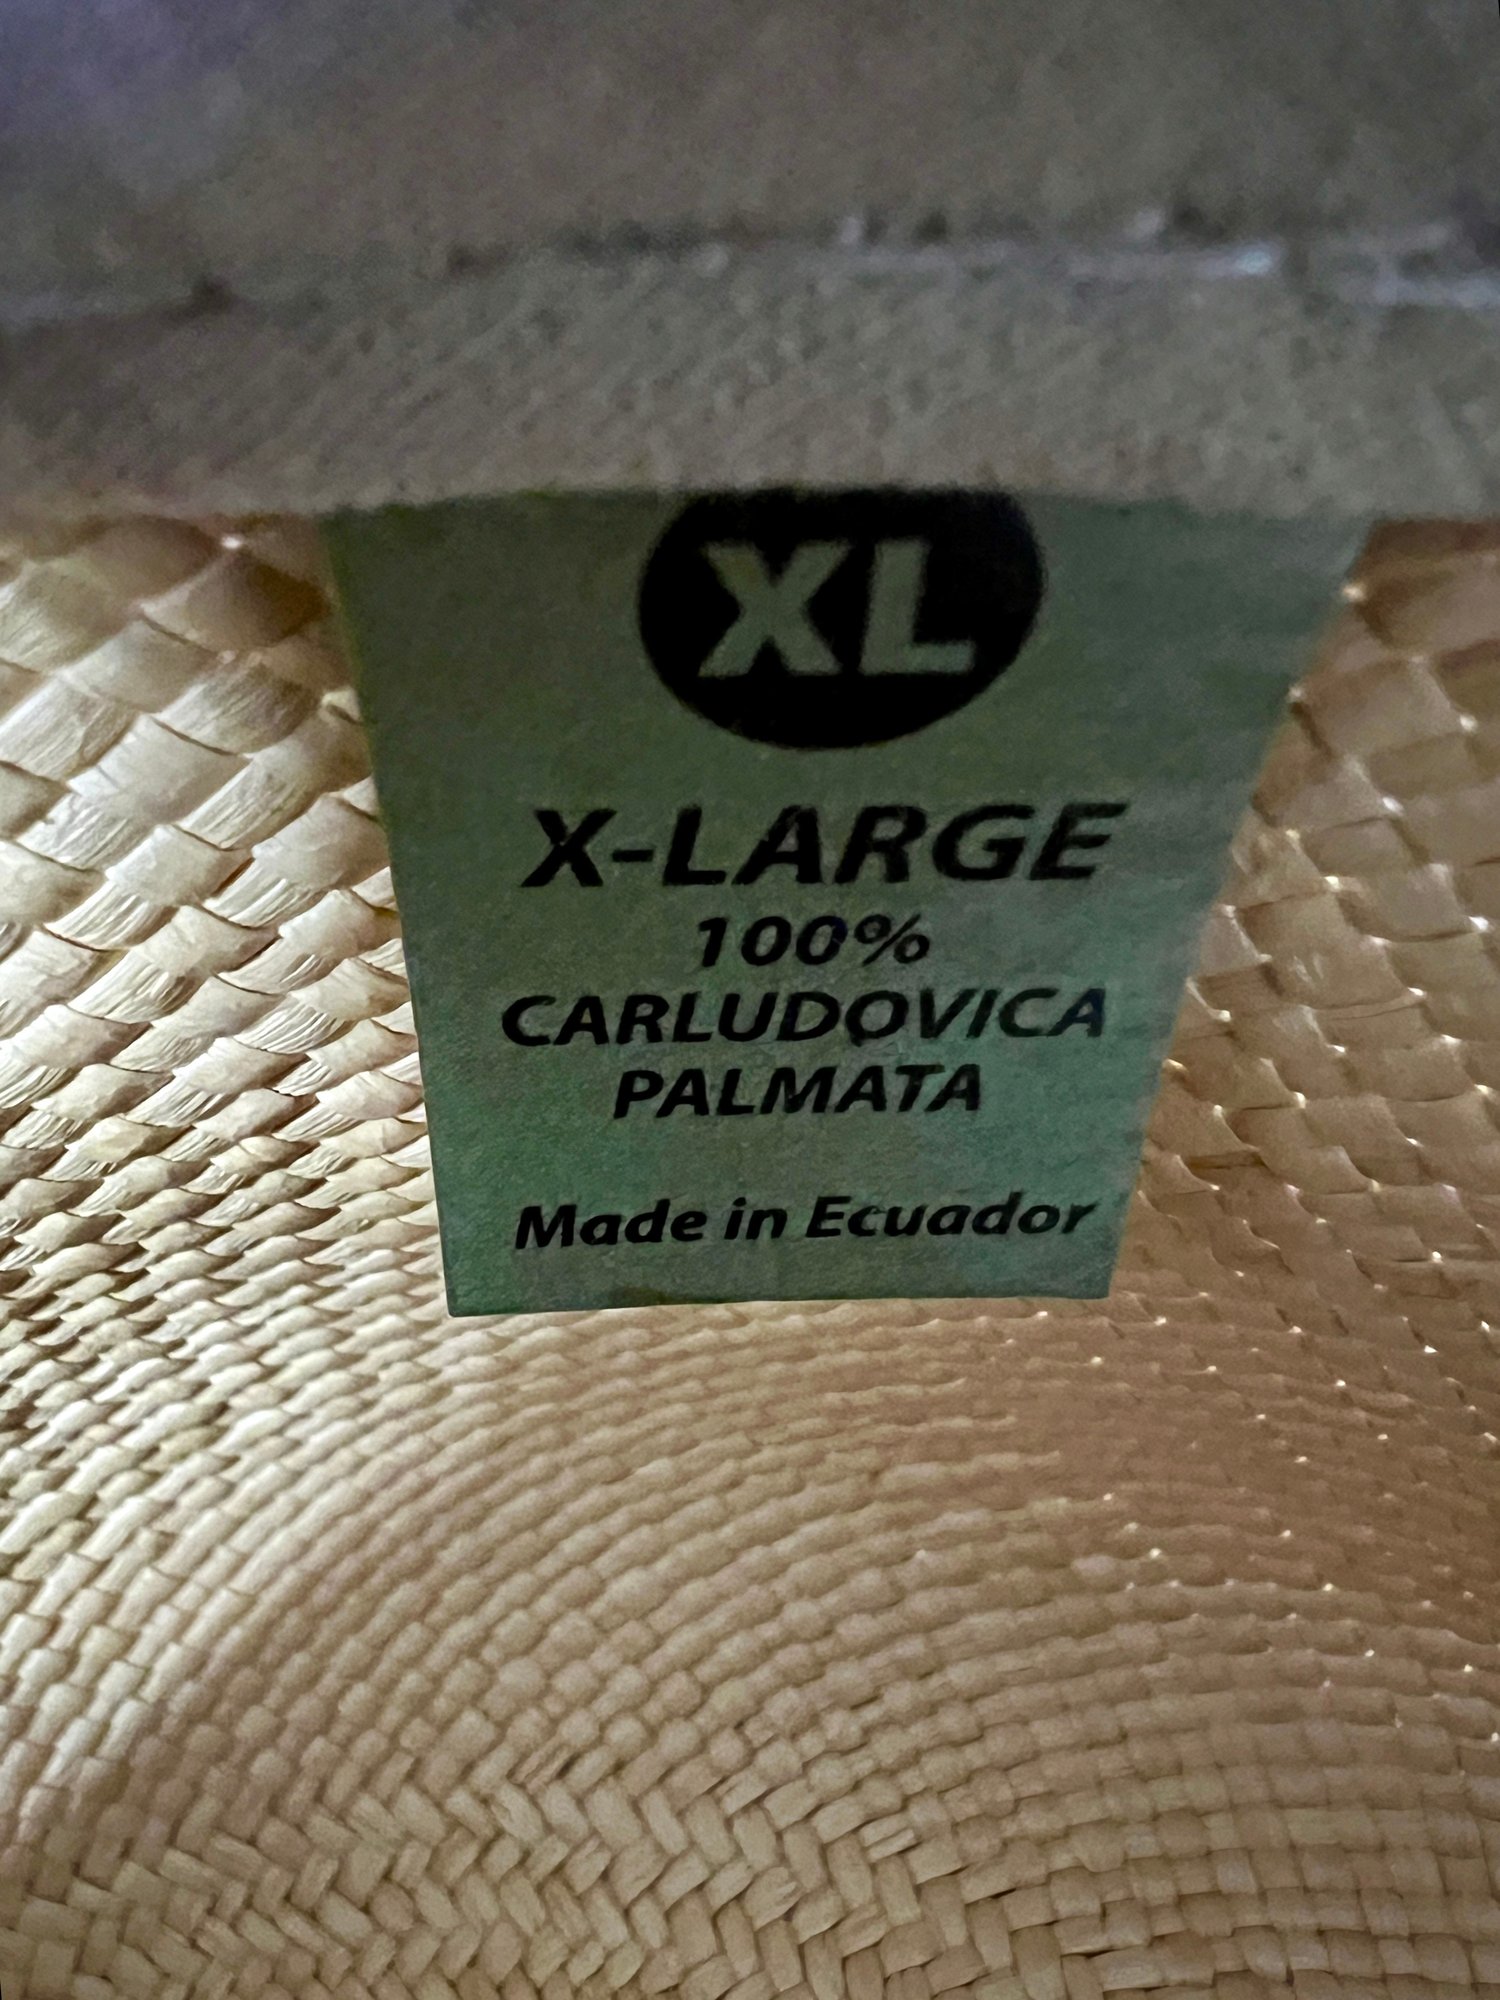 XL
X-LARGE
100%
CARLUDOVICA
PALMATA
Made in Ecuador